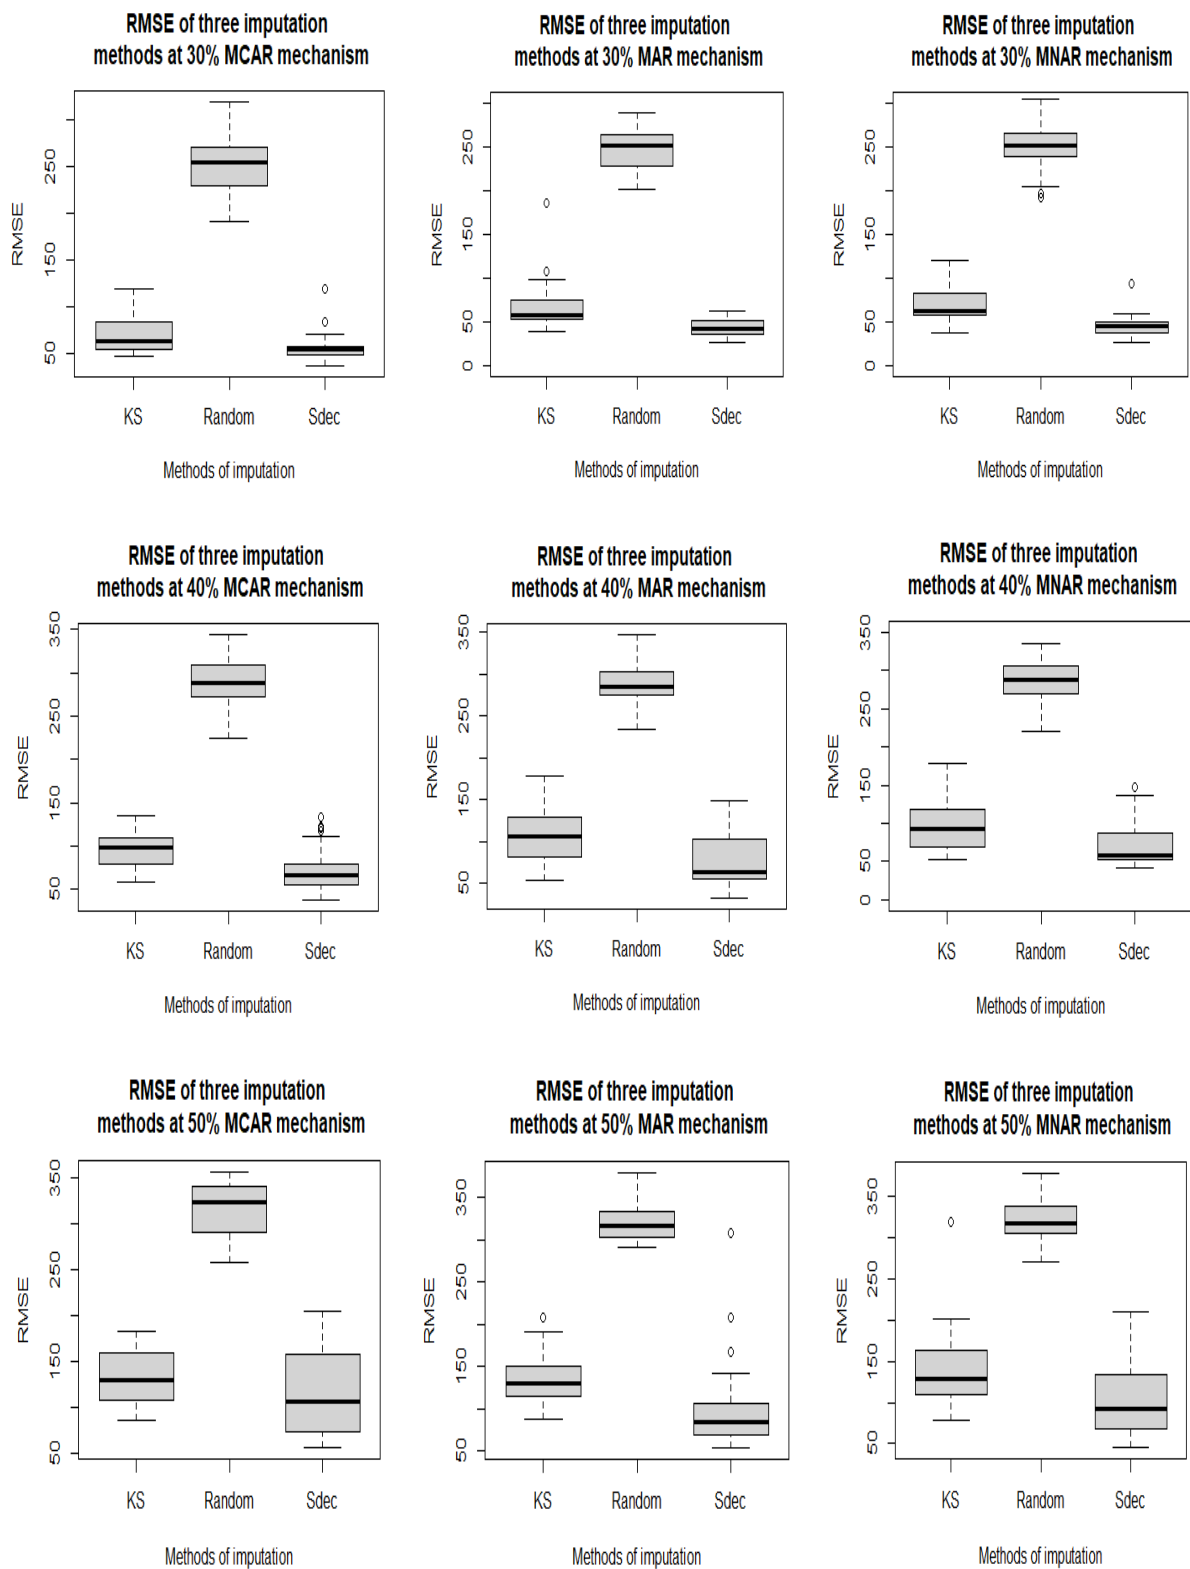 RMSE of three imputation
methods at 30% MCAR mechanism
RMSE
50
150
250
KS
Random
Sdec
Methods of imputation
RMSE of three imputation
methods at 30% MAR mechanism
RMSE
0
50
150
250
KS
Random
Sdec
Methods of imputation
RMSE of three imputation
methods at 30% MNAR mechanism
RMSE
0
50
150
250
KS
Random
Sdec
Methods of imputation
RMSE of three imputation
methods at 40% MCAR mechanism
RMSE
50
150
250
350
KS
Random
Sdec
Methods of imputation
RMSE of three imputation
methods at 40% MAR mechanism
RMSE
50
150
250
350
KS
Random
Sdec
Methods of imputation
RMSE of three imputation
methods at 40% MNAR mechanism
RMSE
0
50
150
250
350
KS
Random
Sdec
Methods of imputation
RMSE of three imputation
methods at 50% MCAR mechanism
RMSE
50
150
250
350
KS
Random
Sdec
Methods of imputation
RMSE of three imputation
methods at 50% MAR mechanism
RMSE
50
150
250
350
KS
Random
Sdec
Methods of imputation
RMSE of three imputation
methods at 50% MNAR mechanism
RMSE
50
150
250
350
KS
Random
Sdec
Methods of imputation